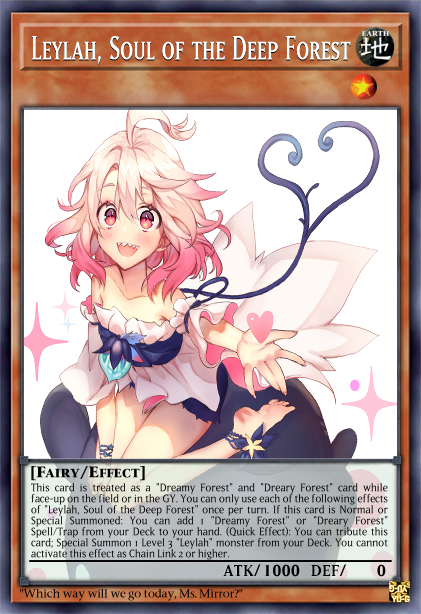 Leylah, Soul of the Deep Forest
EARTH
地
[Fairy/Effect]
This card is treated as a "Dreamy Forest" and "Dreary Forest" card while
face-up on the field or in the GY. You can only use each of the following effects
of "Leylah, Soul of the Deep Forest" once per turn. If this card is Normal or
Special Summoned: You can add 1 "Dreamy Forest" or "Dreary Forest"
Spell/Trap from your Deck to your hand. (Quick Effect): You can tribute this
card; Special Summon 1 Level 3 "Leylah" monster from your Deck. You cannot
activate this effect as Chain Link 2 or higher.
ATK/ 1000 DEF/ 0
"Which way will we go today, Ms. Mirror?"